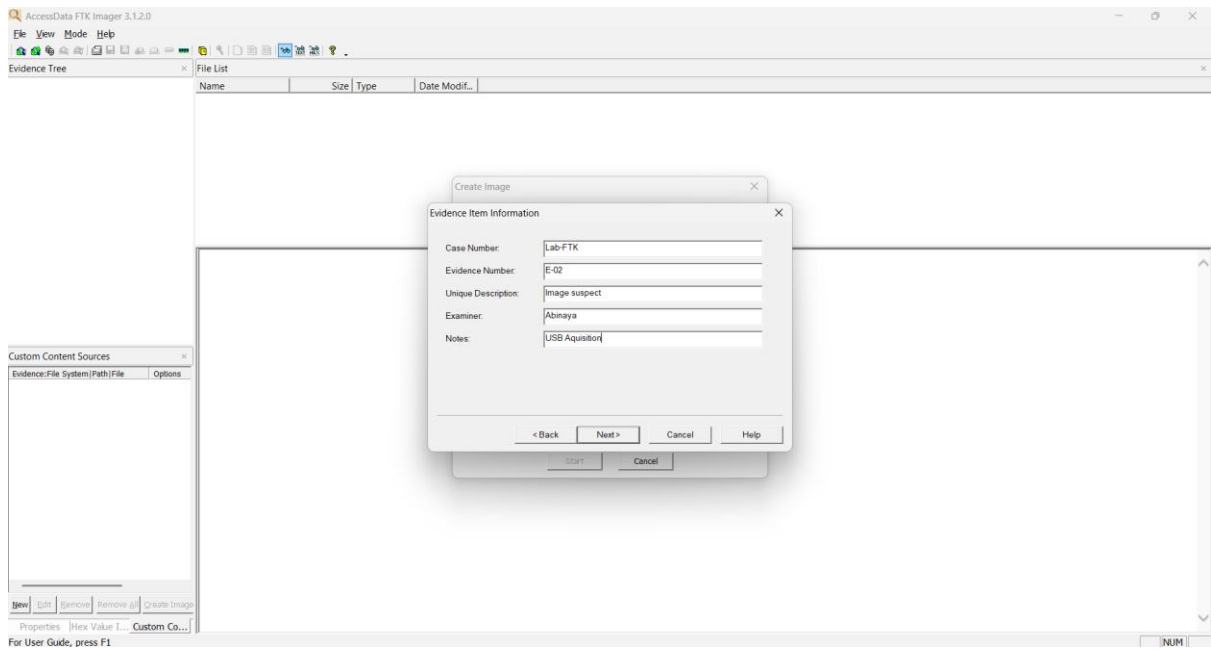 AccessData FTK Imager 3.1.2.0
File View Mode Help
Evidence Tree
File List
Name Size Type Date Modif...
Create Image
Evidence Item Information
Case Number: Lab-FTK
Evidence Number: E-02
Unique Description: Image suspect
Examiner: Abinaya
Notes: USB Aquisition
< Back Next > Cancel Help
Start Cancel
Custom Content Sources
Evidence:File System|Path|File Options
New Edit Remove Remove All Create Image
Properties Hex Value I... Custom Co...
For User Guide, press F1
NUM